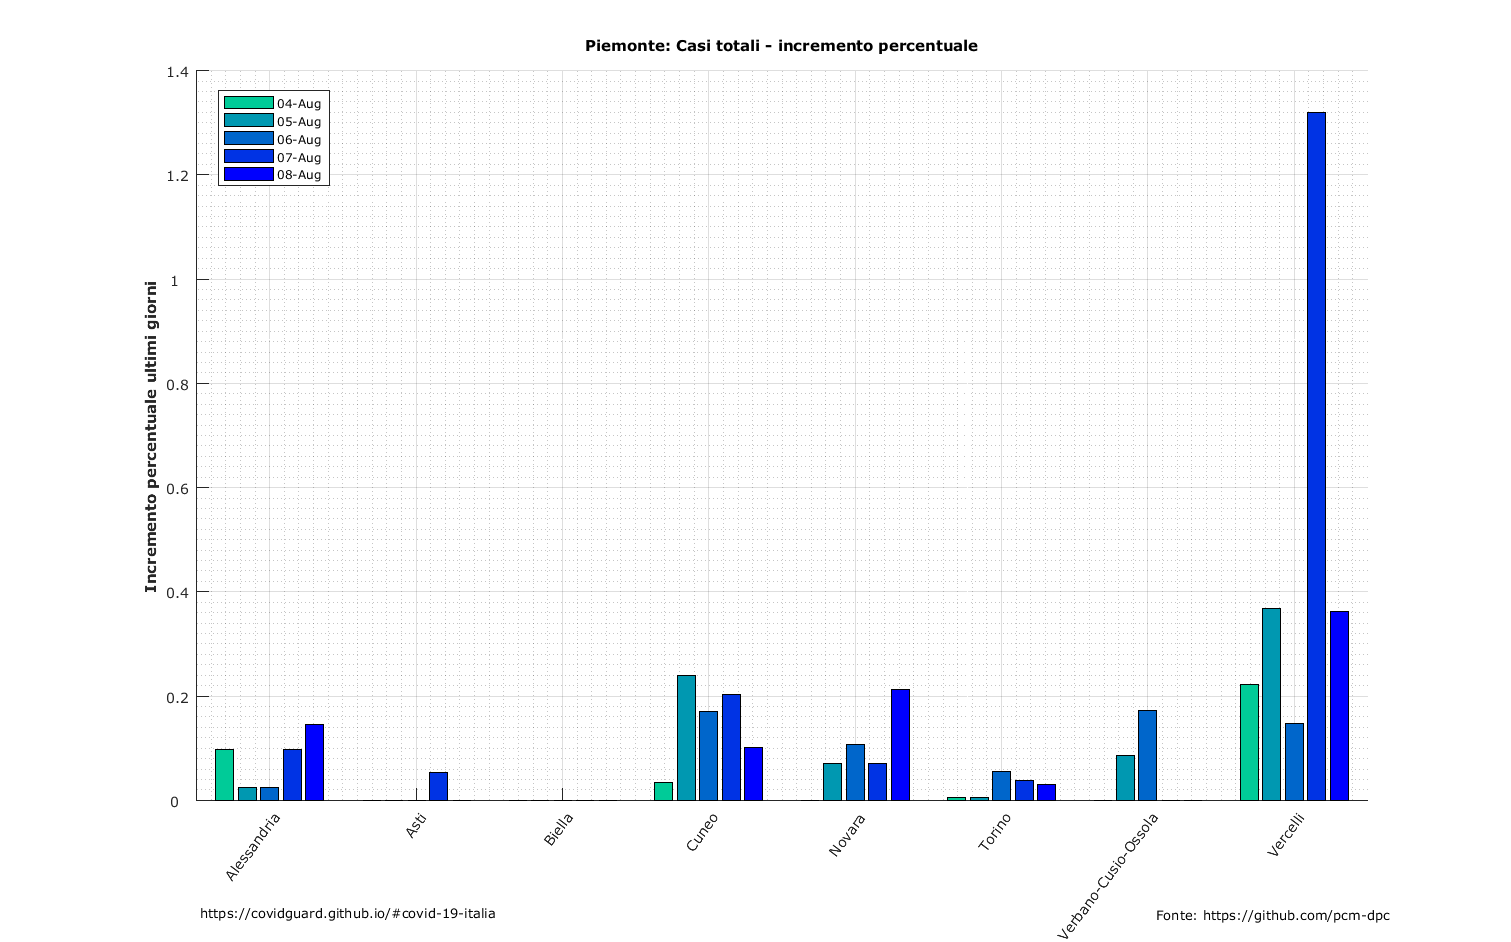 Piemonte: Casi totali - incremento percentuale
Incremento percentuale ultimi giorni
1.4
1.2
1
0.8
0.6
0.4
0.2
0
04-Aug
05-Aug
06-Aug
07-Aug
08-Aug
Alessandria
Asti
Biella
Cuneo
Novara
Torino
Verbano-Cusio-Ossola
Vercelli
https://covidguard.github.io/#covid-19-italia
Fonte: https://github.com/pcm-dpc